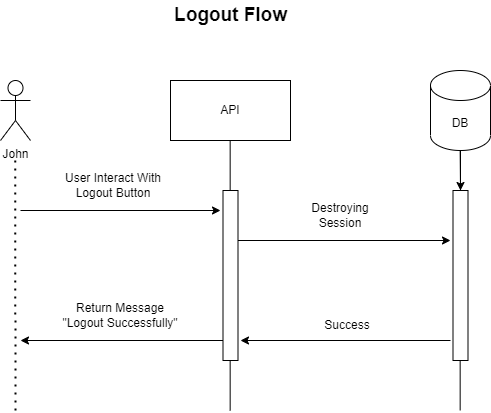 Logout Flow
API
DB
John
User Interact With
Logout Button
Destroying
Session
Return Message
"Logout Successfully"
Success